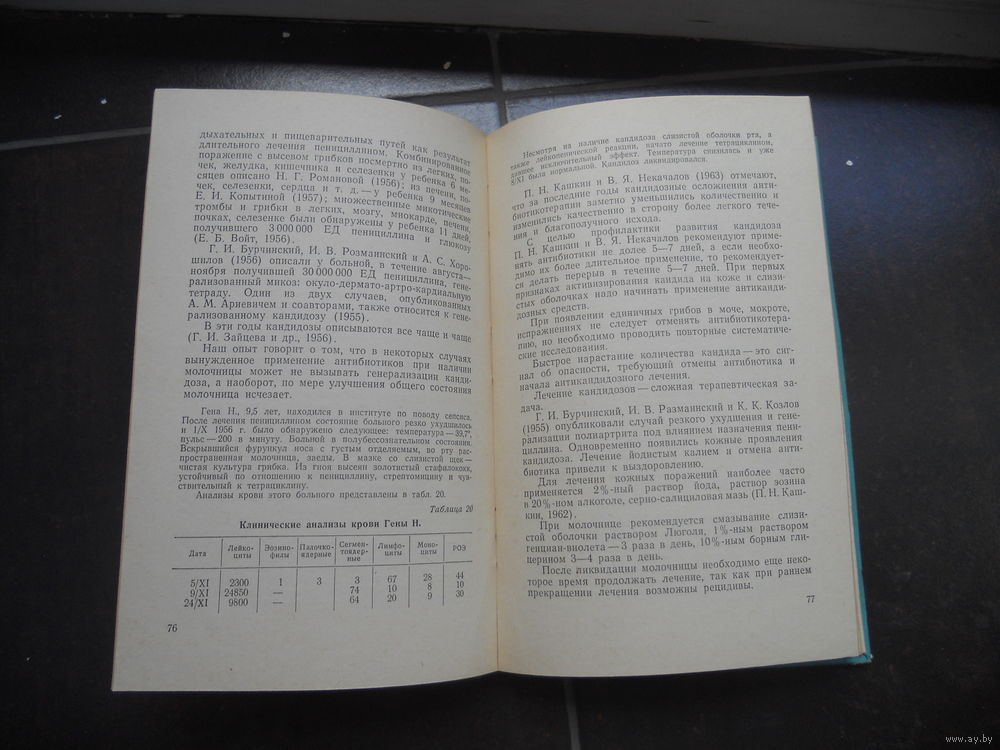 дыхательных и пищеварительных путей как результат
длительного лечения пенициллином. Комбинированное
поражение с высевом грибков посмертно из легких, по-
чек, желудка, кишечника и селезенки у ребенка 6 ме-
сяцев описано Н. Г. Романовой (1956); из печени, по-
чек, селезенки, сердца и т. д. — у ребенка 9 месяцев
Е. И. Копытиной (1957); множественные микотические
тромбы и грибки в легких, мозгу, миокарде, печени,
почках, селезенке были обнаружены у ребенка 11 дней,
получившего 3 000 000 ЕД пенициллина и глюкозу
(Е. Б. Войт, 1956).
Г. И. Бурчинский, И. В. Розмаинский и А. С. Хоро-
шилов (1956) описали у больной, в течение августа—
ноября получившей 30 000 000 ЕД пенициллина, гене-
рализованный микоз: окуло-дермато-артро-кардиальную
тетраду. Один из двух случаев, опубликованных
А. М. Ариевичем и соавторами, также относится к гене-
рализованному кандидозу (1955).
В эти годы кандидозы описываются все чаще и чаще
(Г. И. Зайцева и др., 1956).
Наш опыт говорит о том, что в некоторых случаях
вынужденное применение антибиотиков при наличии
молочницы может не вызывать генерализации канди-
доза, а наоборот, по мере улучшения общего состояния
молочница исчезает.
Гена Н., 9,5 лет, находился в институте по поводу сепсиса.
После лечения пенициллином состояние больного резко ухудшилось
и 1/X 1956 г. было обнаружено следующее: температура — 39,7°,
пульс — 200 в минуту. Больной в полубессознательном состоянии.
Вскрывшийся фурункул носа с густым отделяемым, во рту рас-
пространенная молочница, заеды. В мазке со слизистой щек —
чистая культура грибка. Из гноя высеян золотистый стафилококк,
устойчивый по отношению к пенициллину, стрептомицину и чув-
ствительный к тетрациклину.
Анализы крови этого больного представлены в табл. 20.
Таблица 20
Клинические анализы крови Гены Н.
Дата Лейко-циты Эозино-филы Палочко-ядерные Сегмен-тоядер-ные Лимфо-циты Моно-циты РОЭ
5/XI 2300 1 3 3 67 28 44
9/XI 24850 — 74 10 8 10
24/XI 9800 — 64 20 9 30
76
Несмотря на наличие кандидоза слизистой оболочки рта, а
также лейкопенической реакции, начато лечение тетрациклином,
давшее исключительный эффект. Температура снизилась и уже
8/XI была нормальной. Кандидоз ликвидировался.
П. Н. Кашкин и В. Я. Некачалов (1963) отмечают,
что за последние годы кандидозные осложнения анти-
биотикотерапии заметно уменьшились количественно и
изменились качественно в сторону более легкого тече-
ния и благополучного исхода.
С целью профилактики развития кандидоза
П. Н. Кашкин и В. Я. Некачалов рекомендуют приме-
нять антибиотики не более 5—7 дней, а если необхо-
димо их более длительное применение, то рекомендует-
ся делать перерыв в течение 5—7 дней. При первых
признаках активизирования кандида на коже и слизи-
стых оболочках надо начинать применение антиканди-
дозных средств.
При появлении единичных грибов в моче, мокроте,
испражнениях не следует отменять антибиотикотера-
пию, но необходимо проводить повторные систематиче-
ские исследования.
Быстрое нарастание количества кандида — это сиг-
нал об опасности, требующий отмены антибиотика и
начала антикандидозного лечения.
Лечение кандидозов — сложная терапевтическая за-
дача.
Г. И. Бурчинский, И. В. Размаинский и К. К. Козлов
(1955) опубликовали случай резкого ухудшения и гене-
рализации полиартрита под влиянием назначения пени-
циллина. Одновременно появились кожные проявления
кандидоза. Лечение йодистым калием и отмена анти-
биотика привели к выздоровлению.
Для лечения кожных поражений наиболее часто
применяется 2%-ный раствор йода, раствор эозина
в 20%-ном алкоголе, серно-салициловая мазь (П. Н. Каш-
кин, 1962).
При молочнице рекомендуется смазывание слизи-
стой оболочки раствором Люголи, 1%-ным раствором
генциан-виолета — 3 раза в день, 10%-ным борным гли-
церином 3—4 раза в день.
После ликвидации молочницы необходимо еще неко-
торое время продолжать лечение, так как при раннем
прекращении лечения возможны рецидивы.
77
www.ay.by